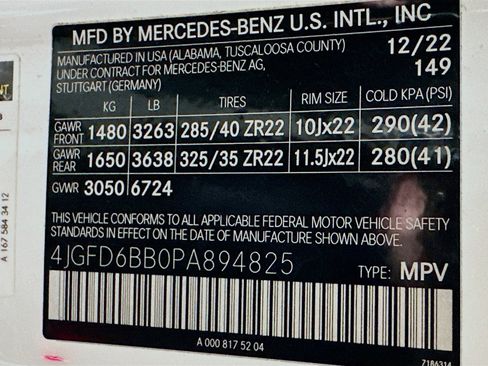 MFD BY MERCEDES-BENZ U.S. INTL., INC
MANUFACTURED IN USA (ALABAMA, TUSCALOOSA COUNTY) 12/22
UNDER CONTRACT FOR MERCEDES-BENZ AG, 149
STUTTGART (GERMANY)
KG LB TIRES RIM SIZE COLD KPA (PSI)
GAWR FRONT 1480 3263 285/40 ZR22 10Jx22 290(42)
GAWR REAR 1650 3638 325/35 ZR22 11.5Jx22 280(41)
GVWR 3050 6724
THIS VEHICLE CONFORMS TO ALL APPLICABLE FEDERAL MOTOR VEHICLE SAFETY
STANDARDS IN EFFECT ON THE DATE OF MANUFACTURE SHOWN ABOVE.
4JGFD6BB0PA894825 TYPE: MPV
A 000 817 52 04
7186314
A 167 584 34 12